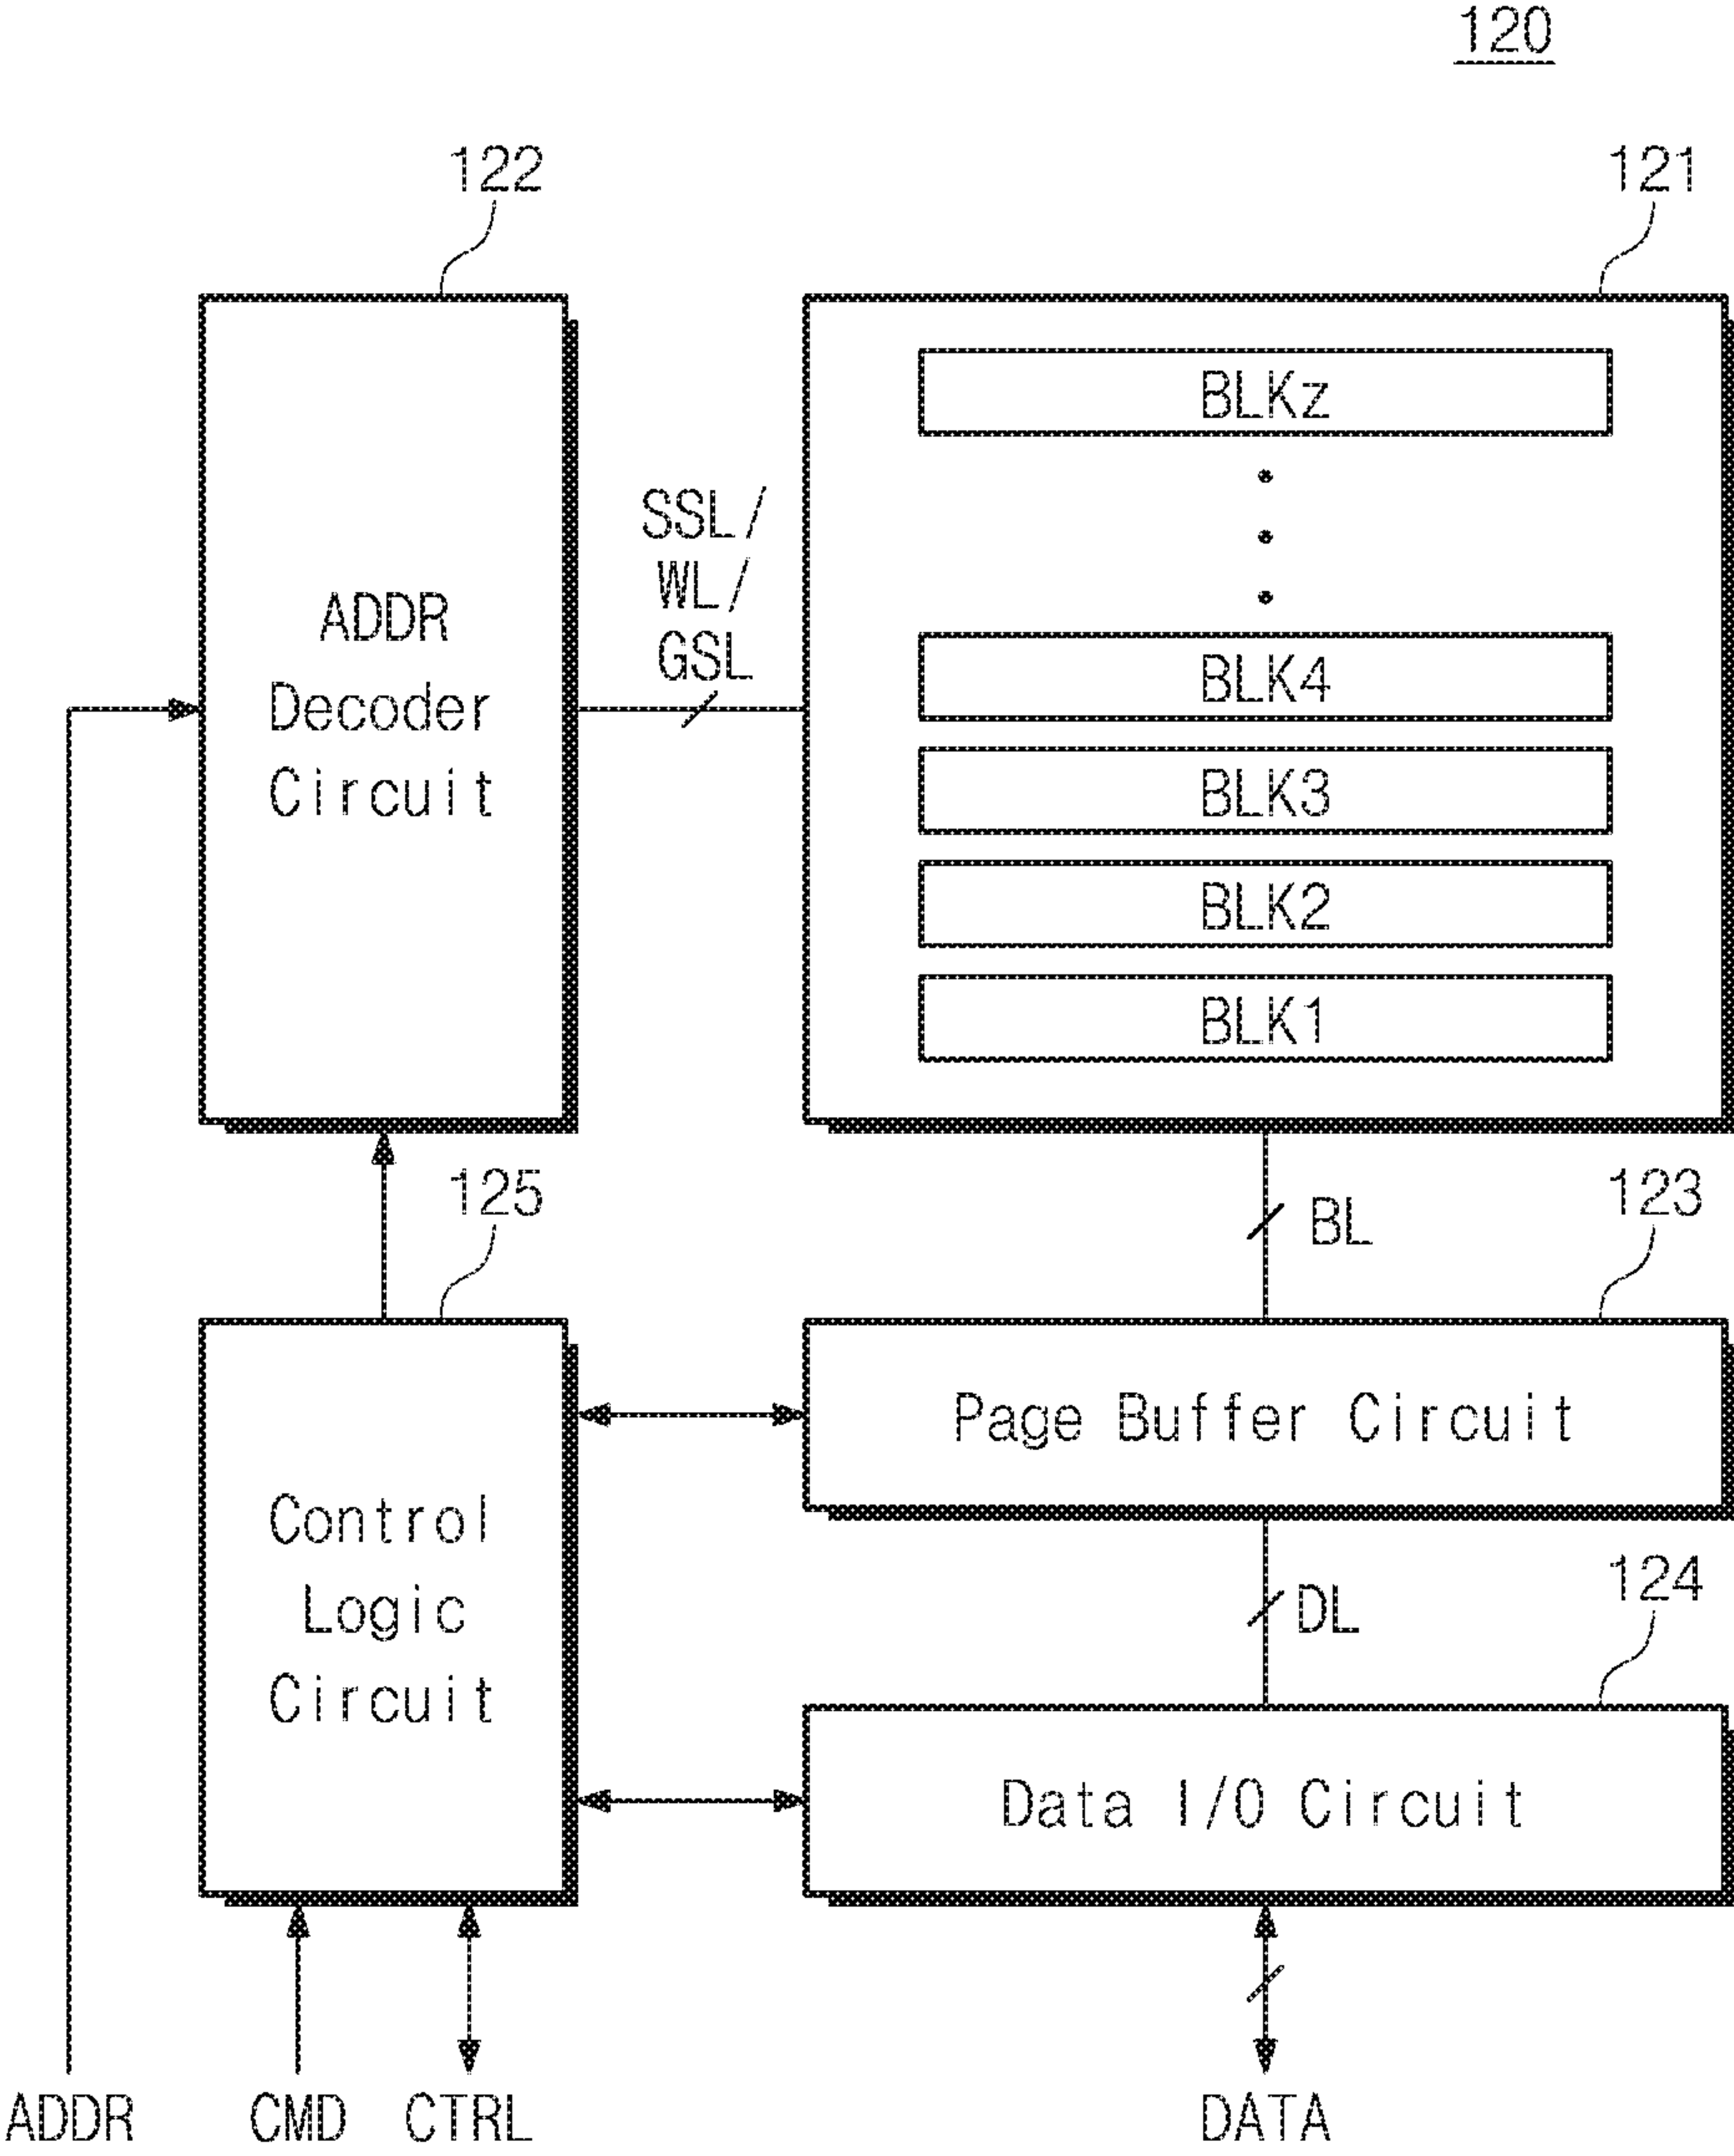 120
122
121
BLKz
SSL/
WL/
GSL
ADDR
Decoder
Circuit
BLK4
BLK3
BLK2
BLK1
125
BL
123
Page Buffer Circuit
Control
Logic
Circuit
DL
124
Data I/O Circuit
ADDR
CMD
CTRL
DATA